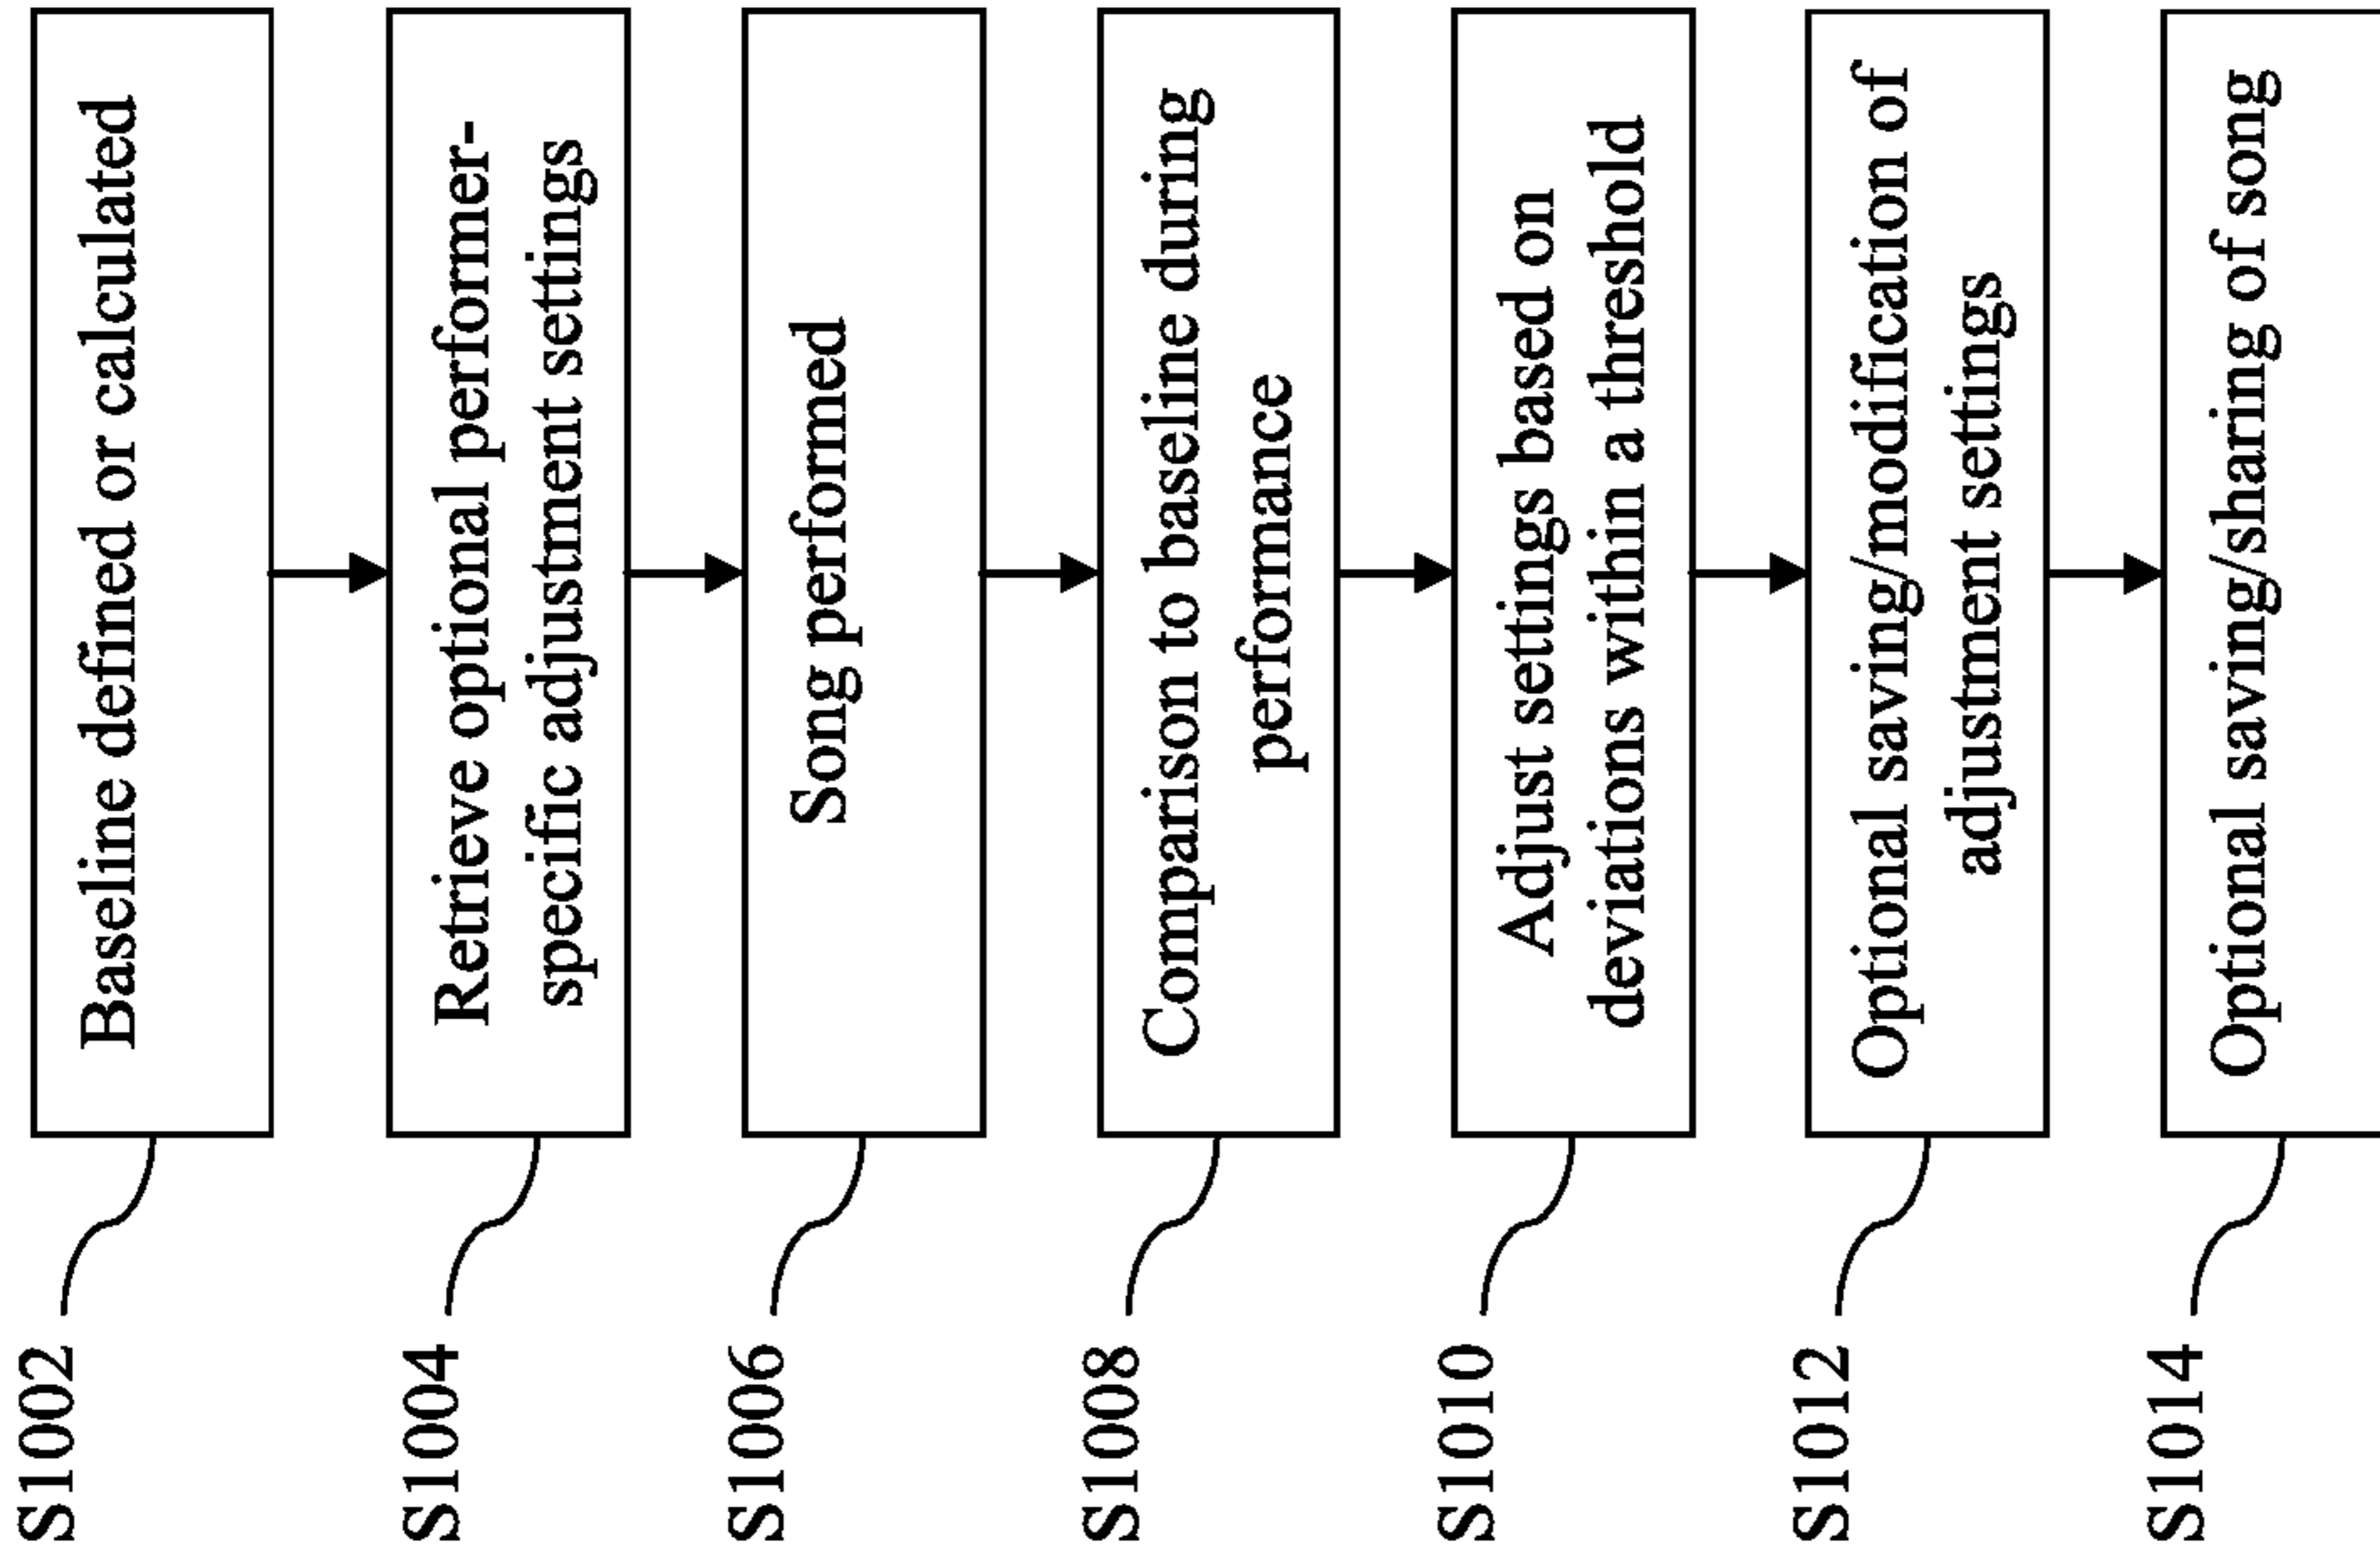 S1002
Baseline defined or calculated
S1004
Retrieve optional performer-
specific adjustment settings
S1006
Song performed
S1008
Comparison to baseline during
performance
S1010
Adjust settings based on
deviations within a threshold
S1012
Optional saving/modification of
adjustment settings
S1014
Optional saving/sharing of song